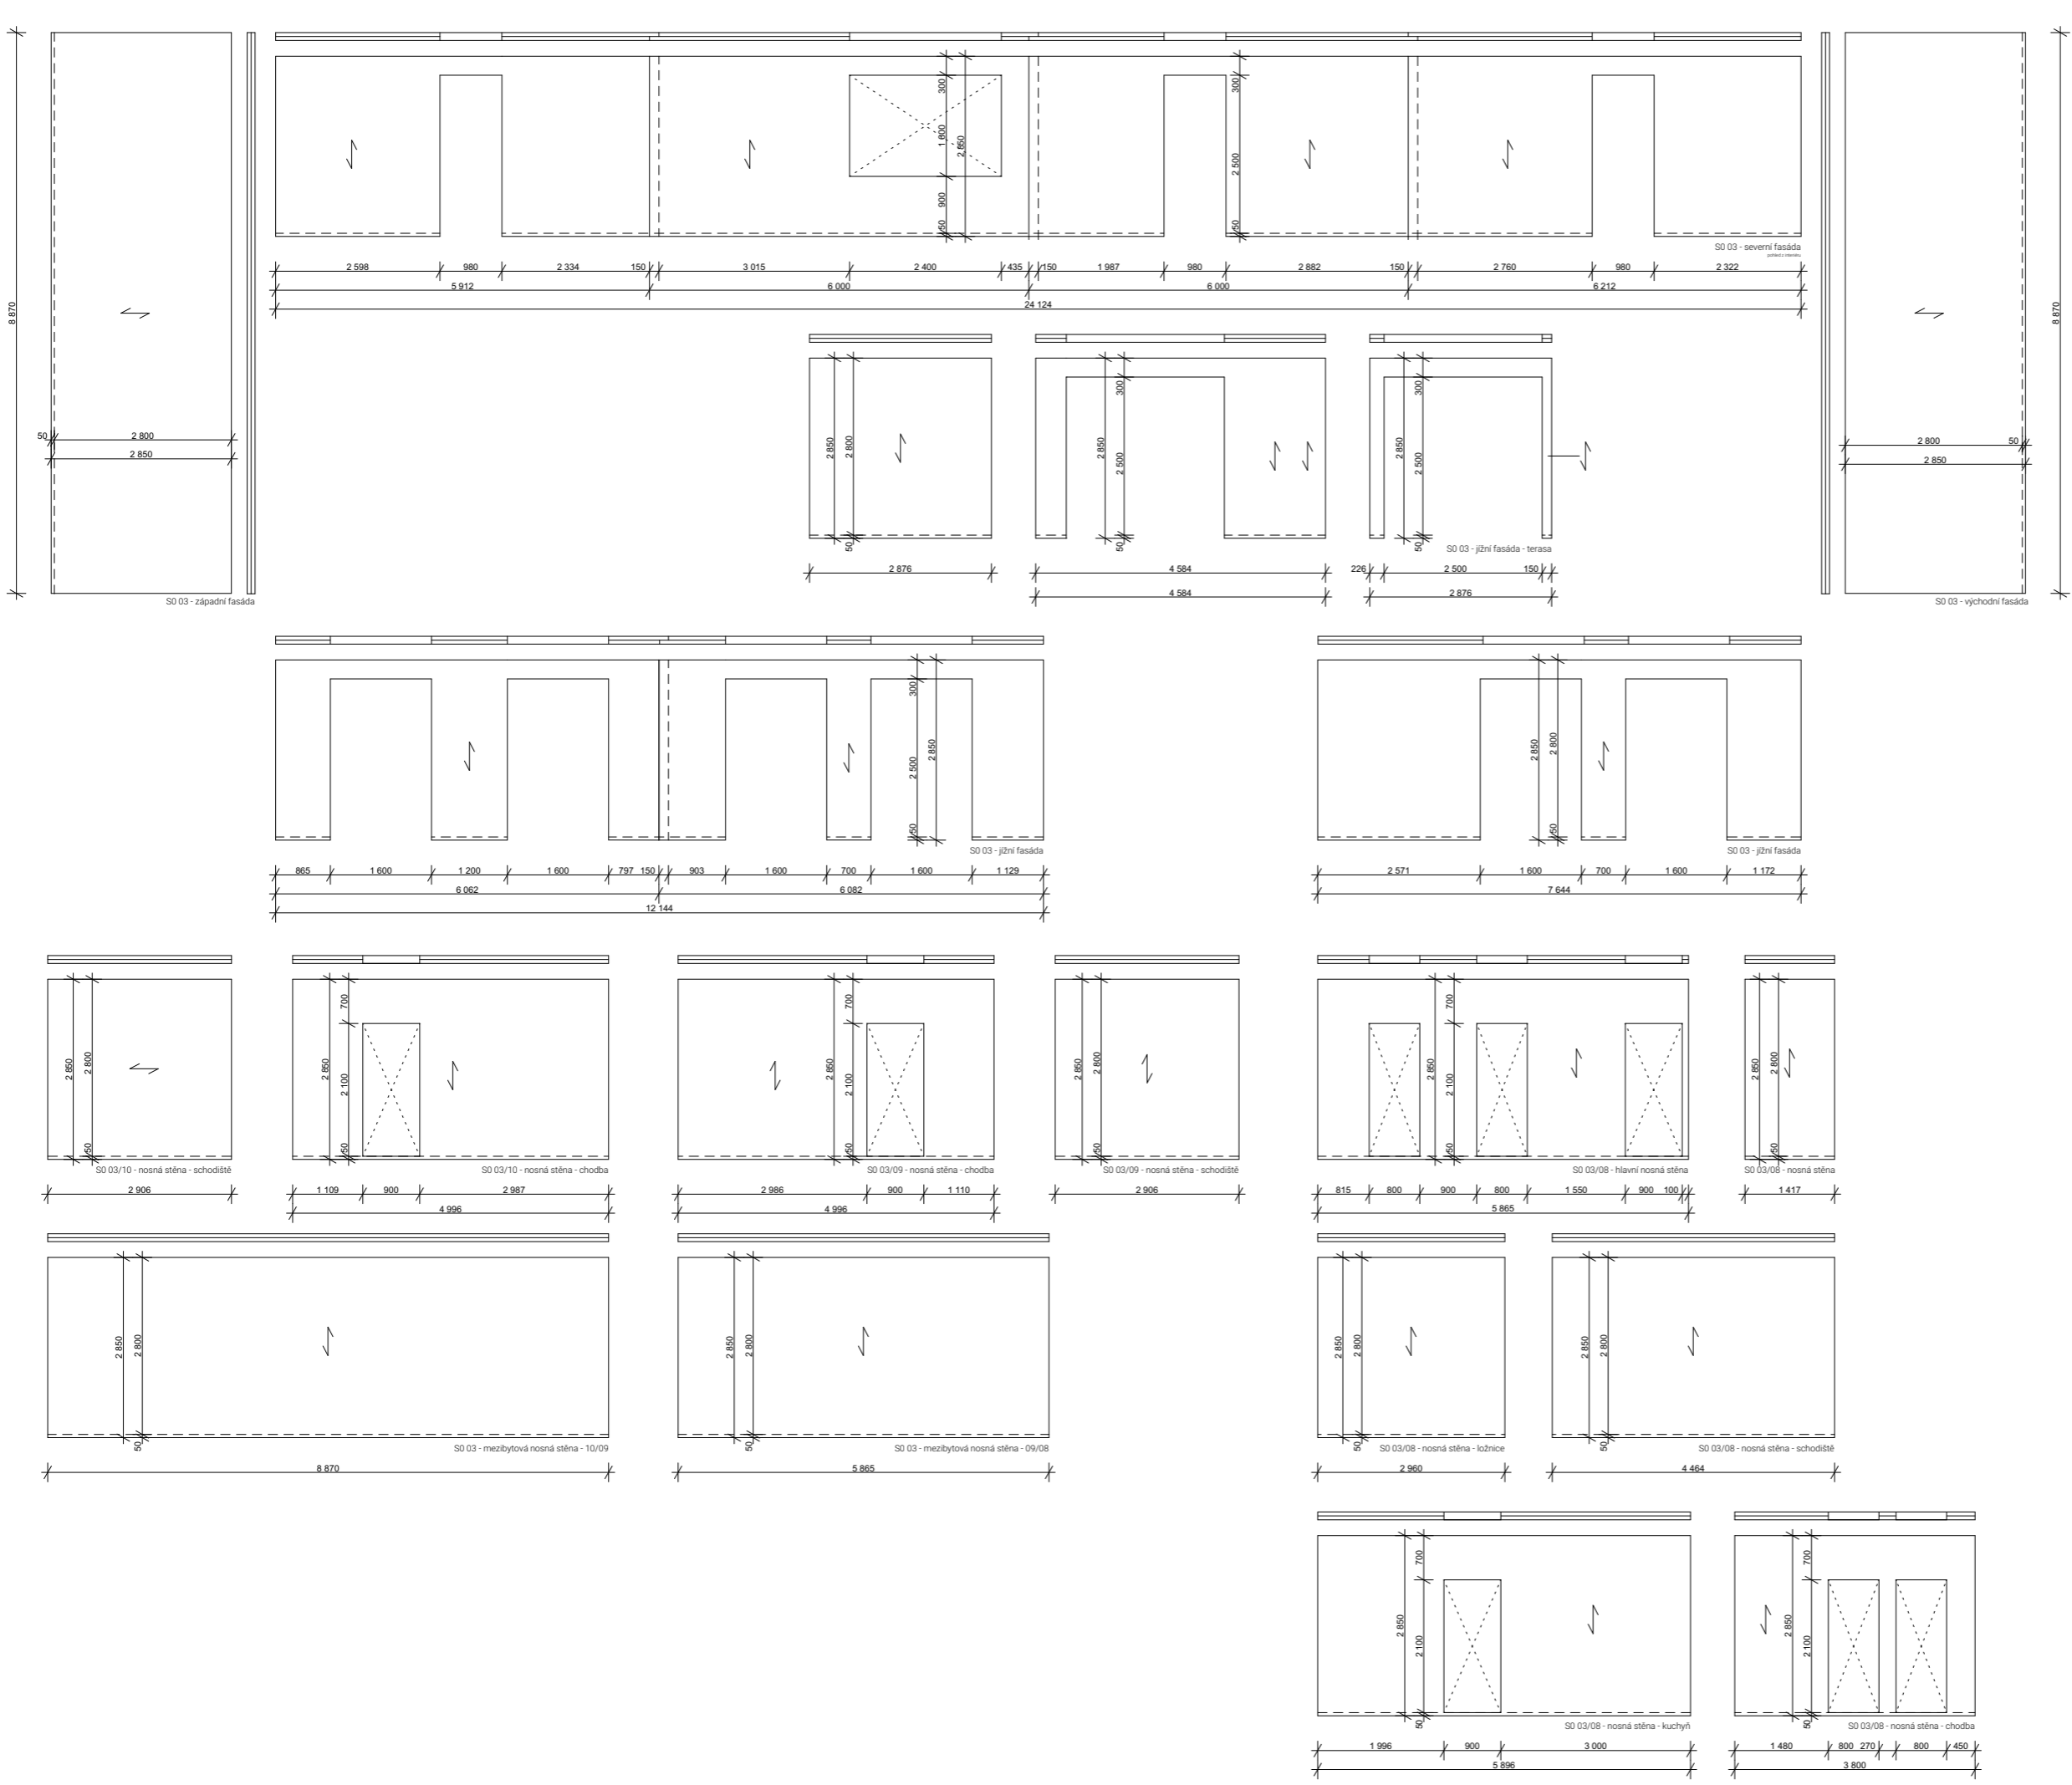 8 870
50
2 800
2 850
S0 03 - západní fasáda
300
1 600
2 850
900
50
300
2 500
50
S0 03 - severní fasáda
pohled z interiéru
2 598 980 2 334 150 3 015 2 400 435 150 1 987 980 2 882 150 2 760 980 2 322
5 912 6 000 6 000 6 212
24 124
8 870
2 800 50
2 850
S0 03 - východní fasáda
2 850
2 800
50
2 876
300
2 850
2 500
50
4 584
4 584
300
2 850
2 500
50
S0 03 - jížní fasáda - terasa
226 2 500 150
2 876
300
2 500
2 850
50
S0 03 - jížní fasáda
865 1 600 1 200 1 600 797 150 903 1 600 700 1 600 1 129
6 062 6 082
12 144
2 850
2 800
50
S0 03 - jížní fasáda
2 571 1 600 700 1 600 1 172
7 644
2 850
2 800
50
S0 03/10 - nosná stěna - schodiště
2 906
700
2 850
2 100
50
S0 03/10 - nosná stěna - chodba
1 109 900 2 987
4 996
700
2 850
2 100
50
S0 03/09 - nosná stěna - chodba
2 986 900 1 110
4 996
2 850
2 800
50
S0 03/09 - nosná stěna - schodiště
2 906
700
2 850
2 100
50
S0 03/08 - hlavní nosná stěna
815 800 900 800 1 550 900 100
5 865
2 850
2 800
50
S0 03/08 - nosná stěna
1 417
2 850
2 800
50
S0 03 - mezibytová nosná stěna - 10/09
8 870
2 850
2 800
50
S0 03 - mezibytová nosná stěna - 09/08
5 865
2 850
2 800
50
S0 03/08 - nosná stěna - ložnice
2 960
2 850
2 800
50
S0 03/08 - nosná stěna - schodiště
4 464
700
2 850
2 100
50
S0 03/08 - nosná stěna - kuchyň
1 996 900 3 000
5 896
700
2 850
2 100
50
S0 03/08 - nosná stěna - chodba
1 480 800 270 800 450
3 800